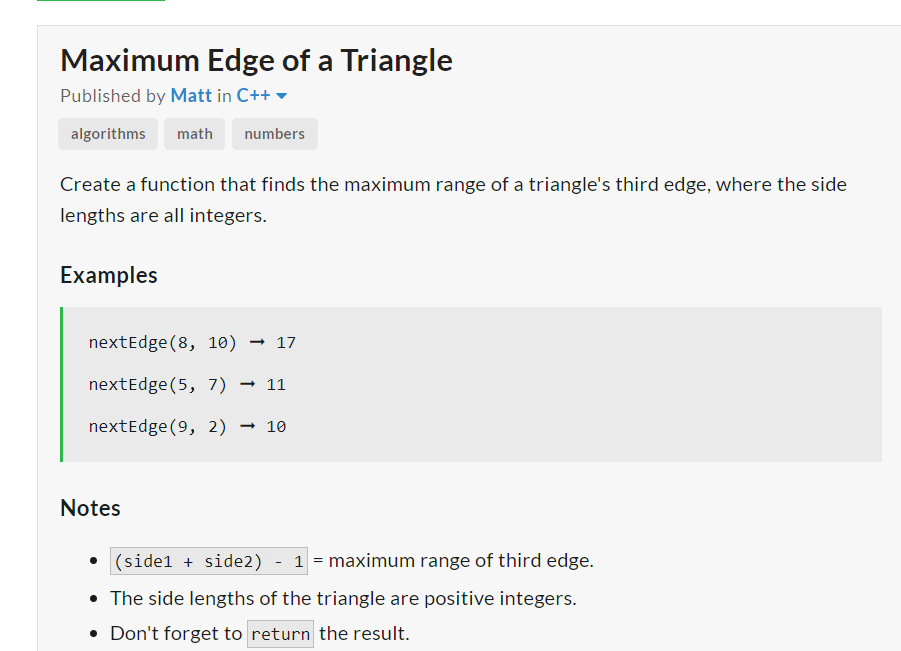 Maximum Edge of a Triangle
Published by Matt in C++
algorithms math numbers
Create a function that finds the maximum range of a triangle's third edge, where the side
lengths are all integers.
Examples
nextEdge(8, 10) ➞ 17
nextEdge(5, 7) ➞ 11
nextEdge(9, 2) ➞ 10
Notes
• (side1 + side2) - 1 = maximum range of third edge.
• The side lengths of the triangle are positive integers.
• Don't forget to return the result.